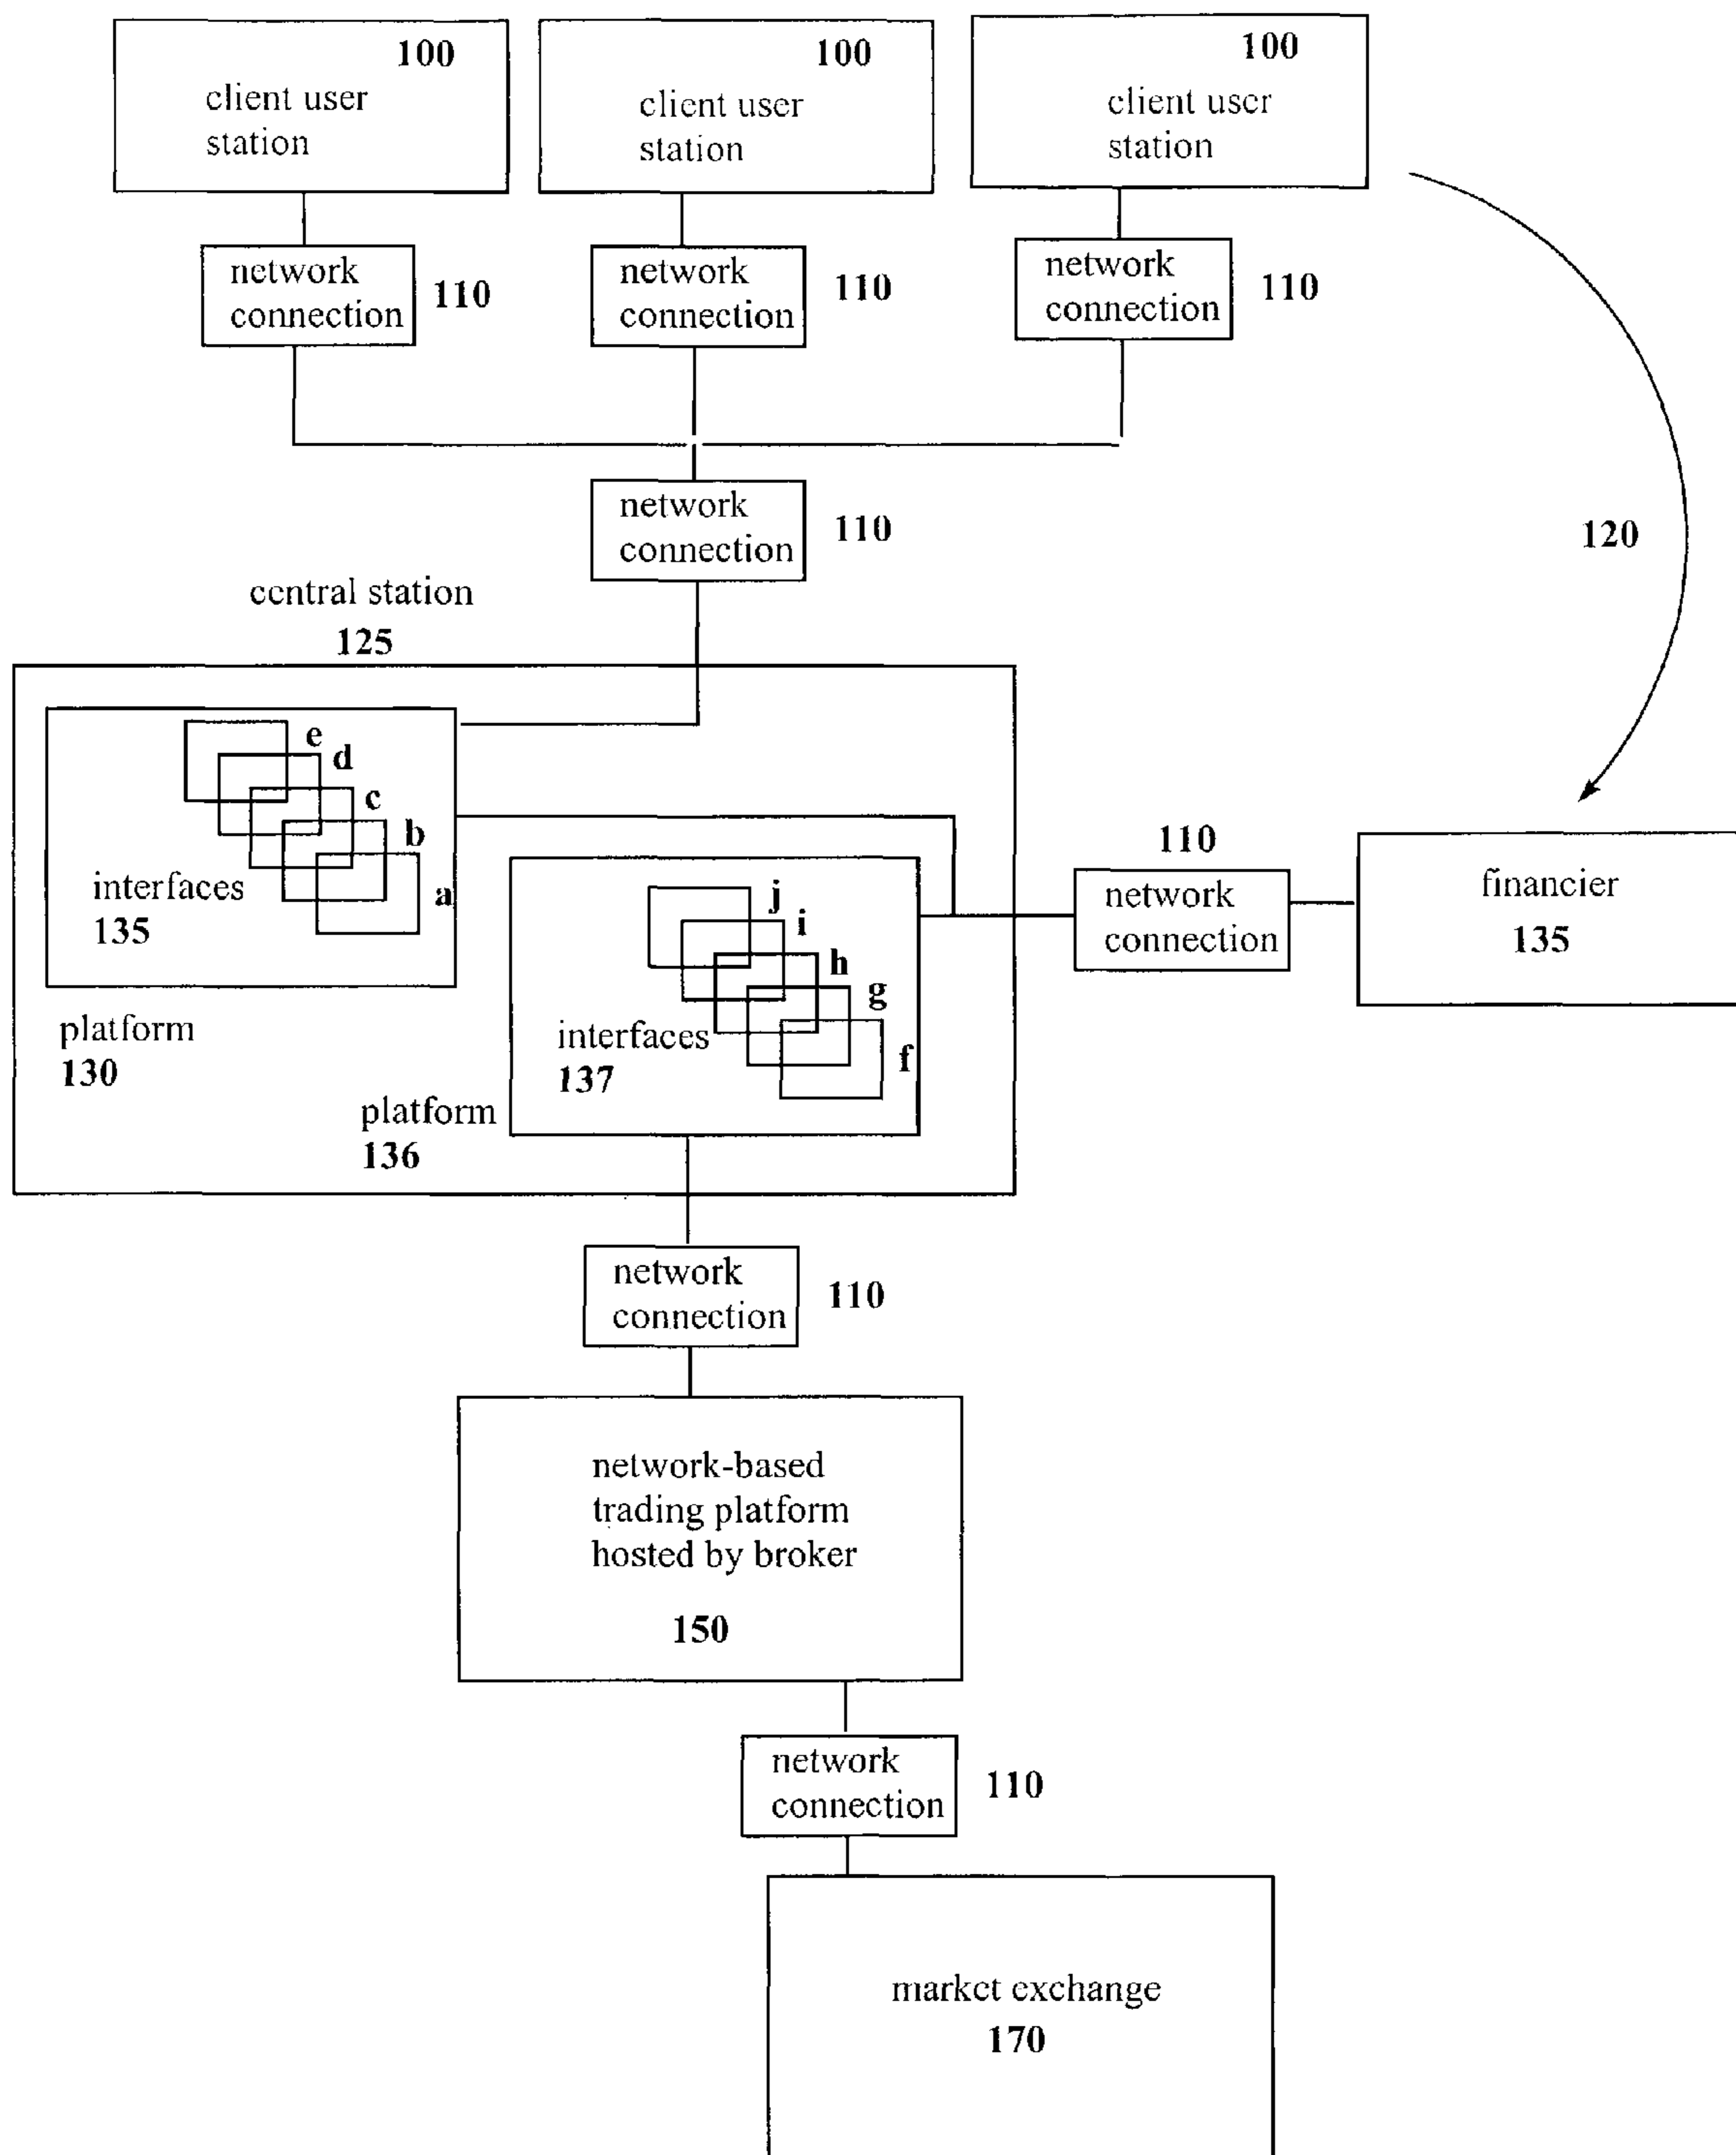 100
client user
station
100
client user
station
100
client user
station
network
connection
110
network
connection
110
network
connection
110
network
connection
110
120
central station
125
e
d
c
b
a
interfaces
135
platform
130
j
i
h
g
f
interfaces
137
platform
136
110
network
connection
financier
135
network
connection
110
network-based
trading platform
hosted by broker
150
network
connection
110
market exchange
170